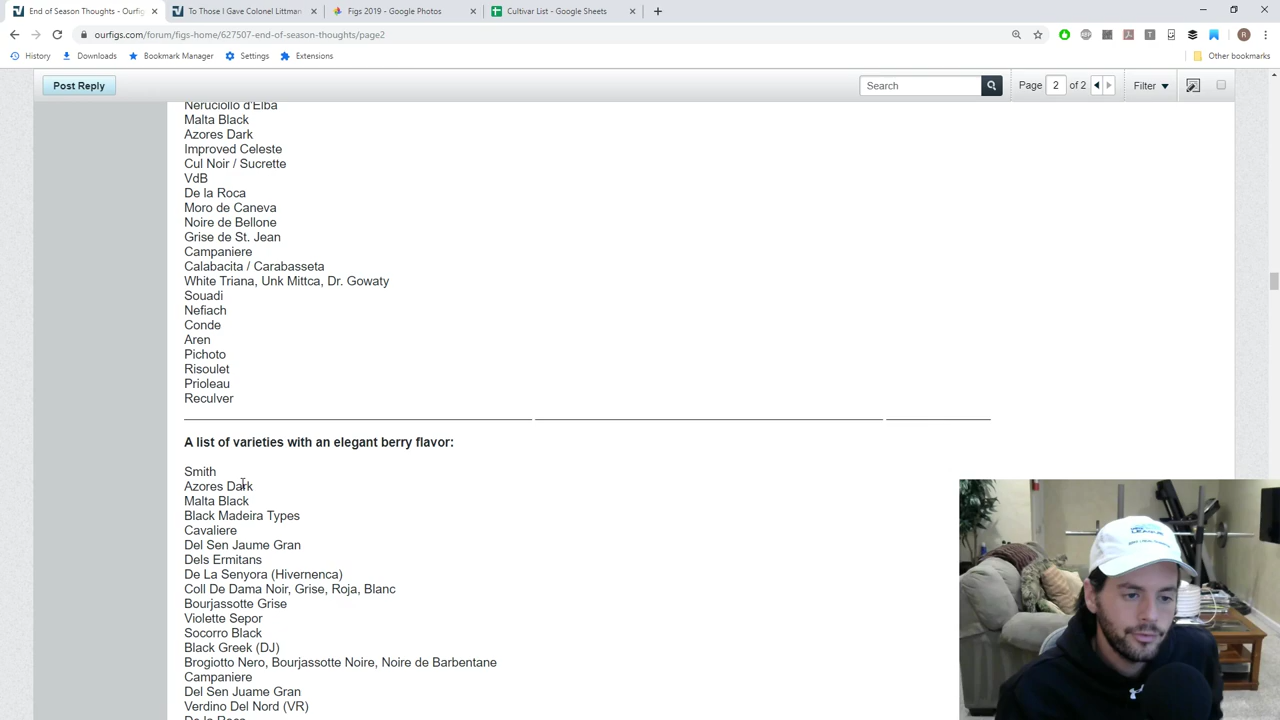 End of Season Thoughts - Ourfig
To Those I Gave Colonel Littman
Figs 2019 - Google Photos
Cultivar List - Google Sheets
ourfigs.com/forum/figs-home/627507-end-of-season-thoughts/page2
History
Downloads
Bookmark Manager
Settings
Extensions
Other bookmarks
Post Reply
Search
Page 2 of 2
Filter
Neruciollo d'Elba
Malta Black
Azores Dark
Improved Celeste
Cul Noir / Sucrette
VdB
De la Roca
Moro de Caneva
Noire de Bellone
Grise de St. Jean
Campaniere
Calabacita / Carabasseta
White Triana, Unk Mittca, Dr. Gowaty
Souadi
Nefiach
Conde
Aren
Pichoto
Risoulet
Prioleau
Reculver
A list of varieties with an elegant berry flavor:
Smith
Azores Dark
Malta Black
Black Madeira Types
Cavaliere
Del Sen Jaume Gran
Dels Ermitans
De La Senyora (Hivernenca)
Coll De Dama Noir, Grise, Roja, Blanc
Bourjassotte Grise
Violette Sepor
Socorro Black
Black Greek (DJ)
Brogiotto Nero, Bourjassotte Noire, Noire de Barbentane
Campaniere
Del Sen Juame Gran
Verdino Del Nord (VR)
De la Roca